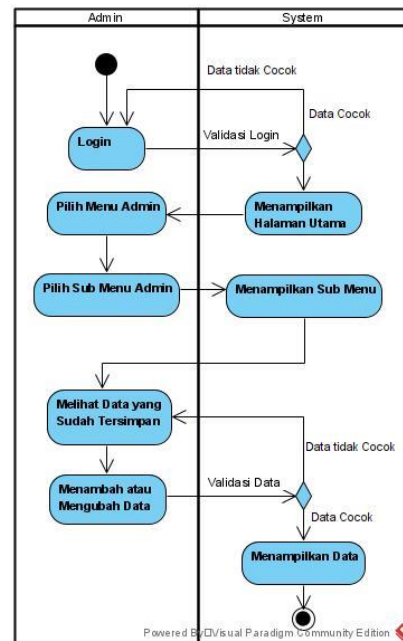 Admin
System
Data tidak Cocok
Data Cocok
Login
Validasi Login
Pilih Menu Admin
Menampilkan
Halaman Utama
Pilih Sub Menu Admin
Menampilkan Sub Menu
Melihat Data yang
Sudah Tersimpan
Data tidak Cocok
Menambah atau
Mengubah Data
Validasi Data
Data Cocok
Menampilkan Data
Powered By□Visual Paradigm Community Edition